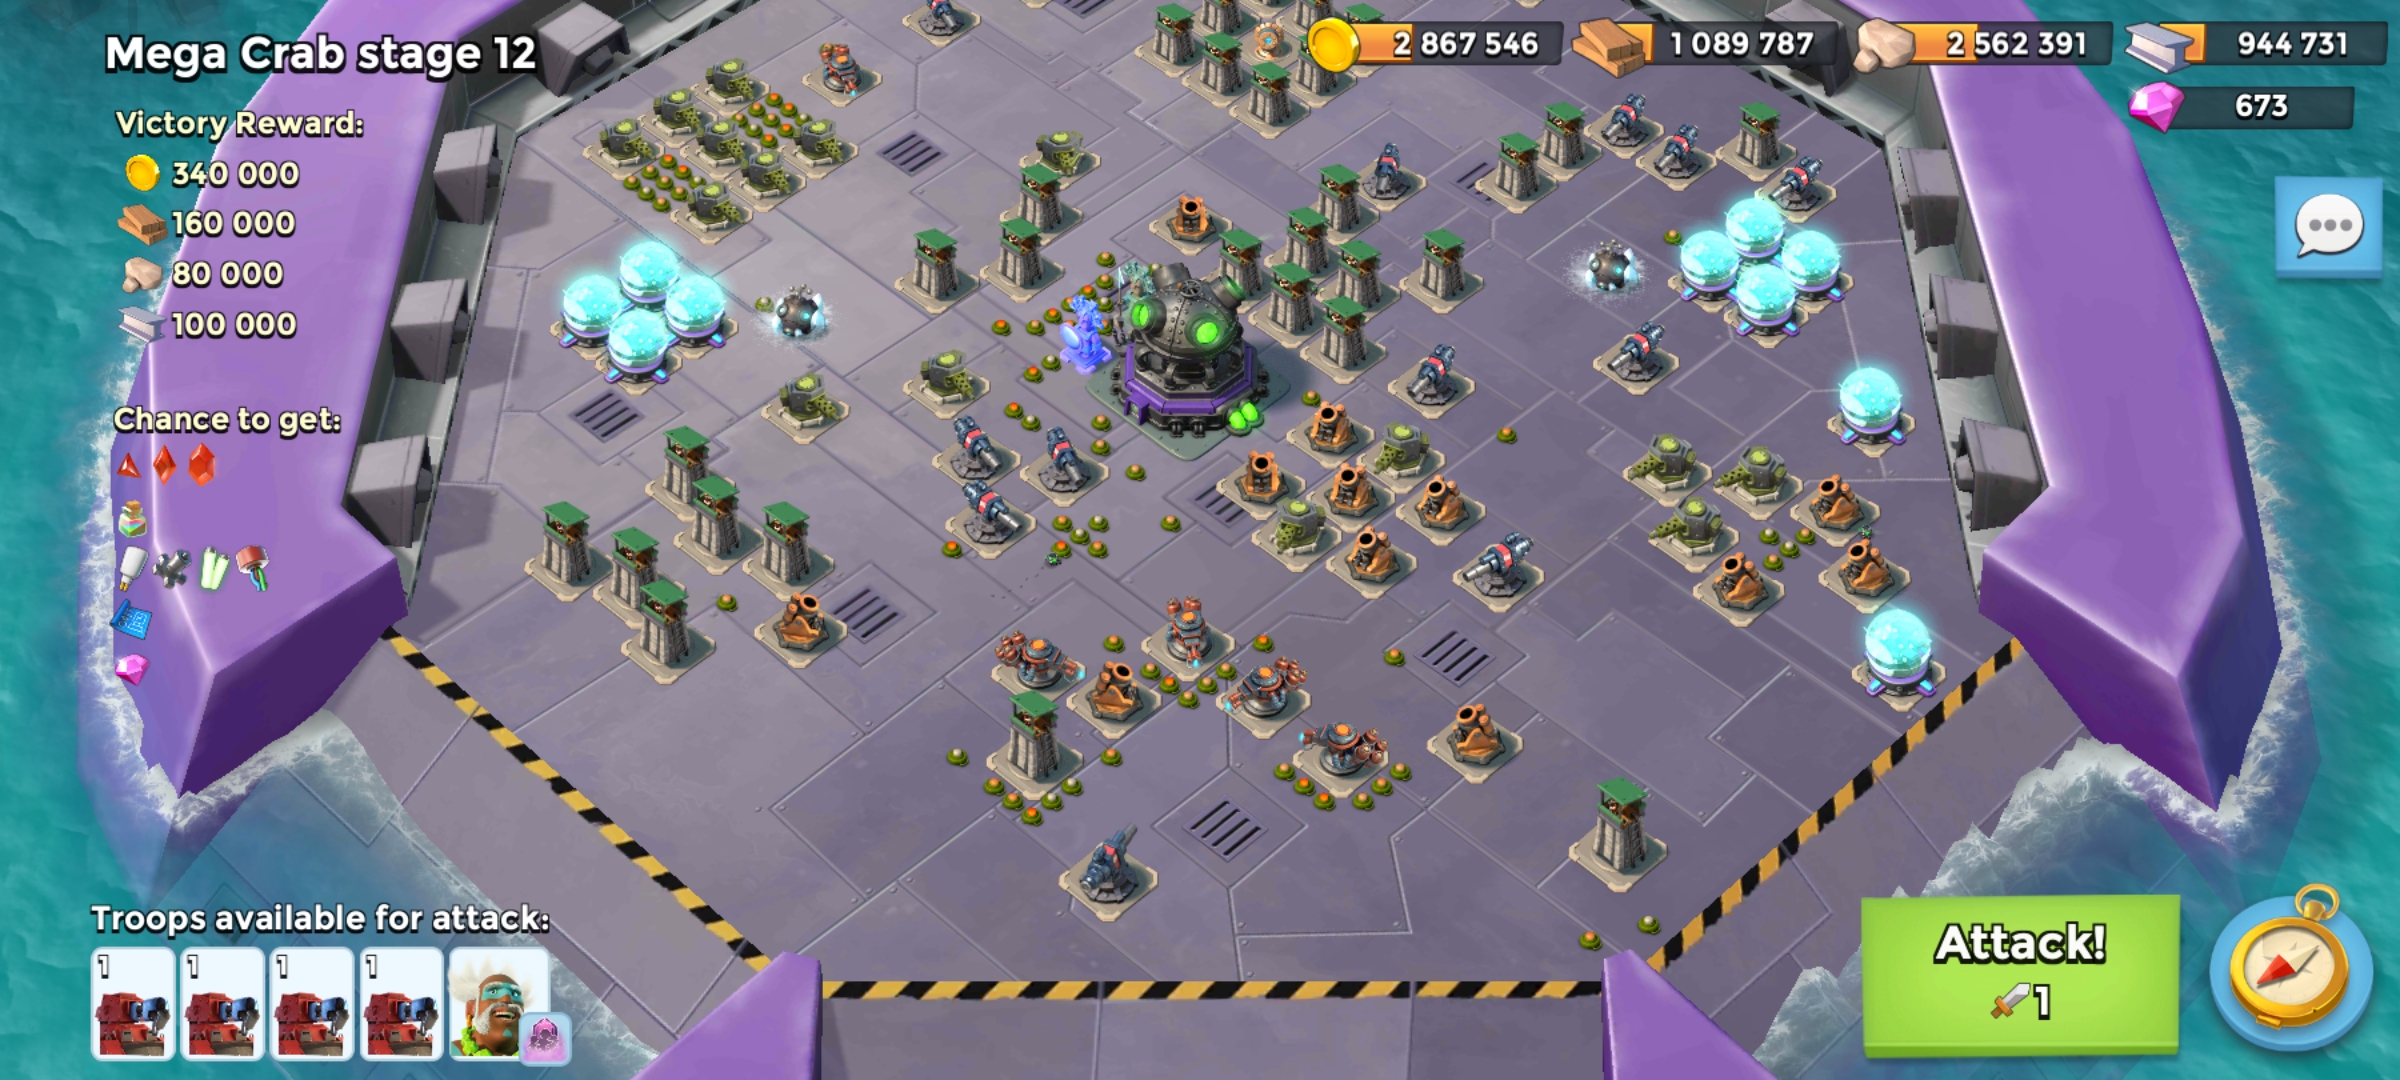 Mega Crab stage 12
2 867 546
1 089 787
2 562 391
944 731
673
Victory Reward:
340 000
160 000
80 000
100 000
Chance to get:
Troops available for attack:
1
1
1
1
Attack!
1